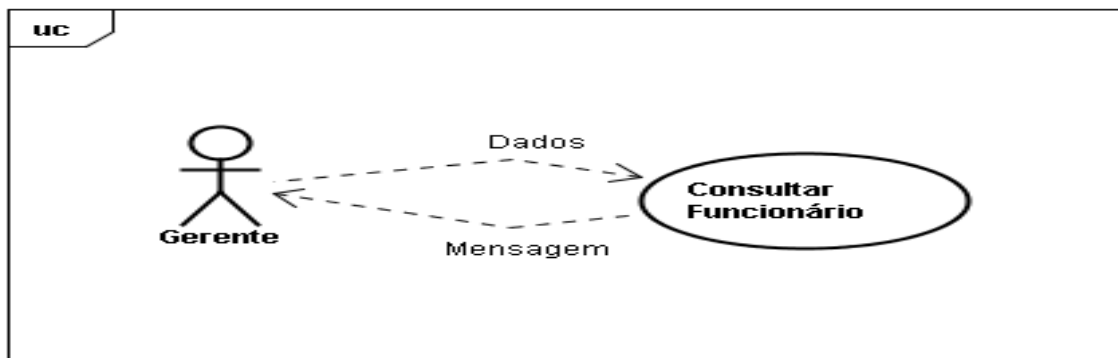 uc
Dados
Consultar
Funcionário
Gerente
Mensagem